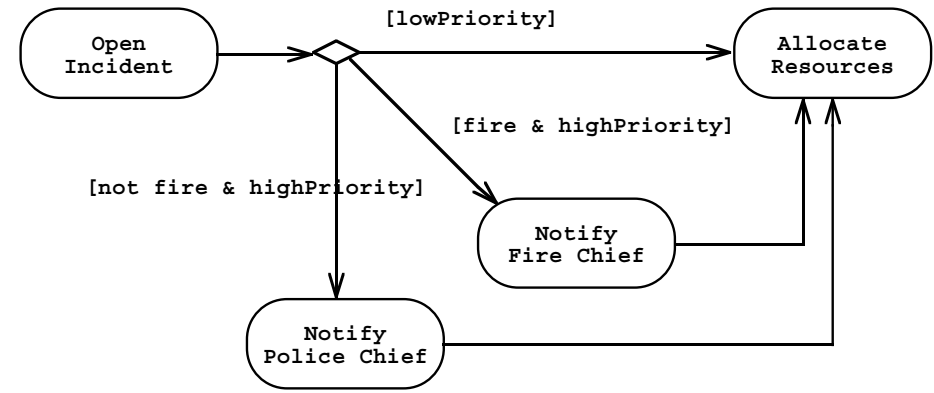 [lowPriority]
Open
Incident
Allocate
Resources
[fire & highPriority]
[not fire & highPriority]
Notify
Fire Chief
Notify
Police Chief